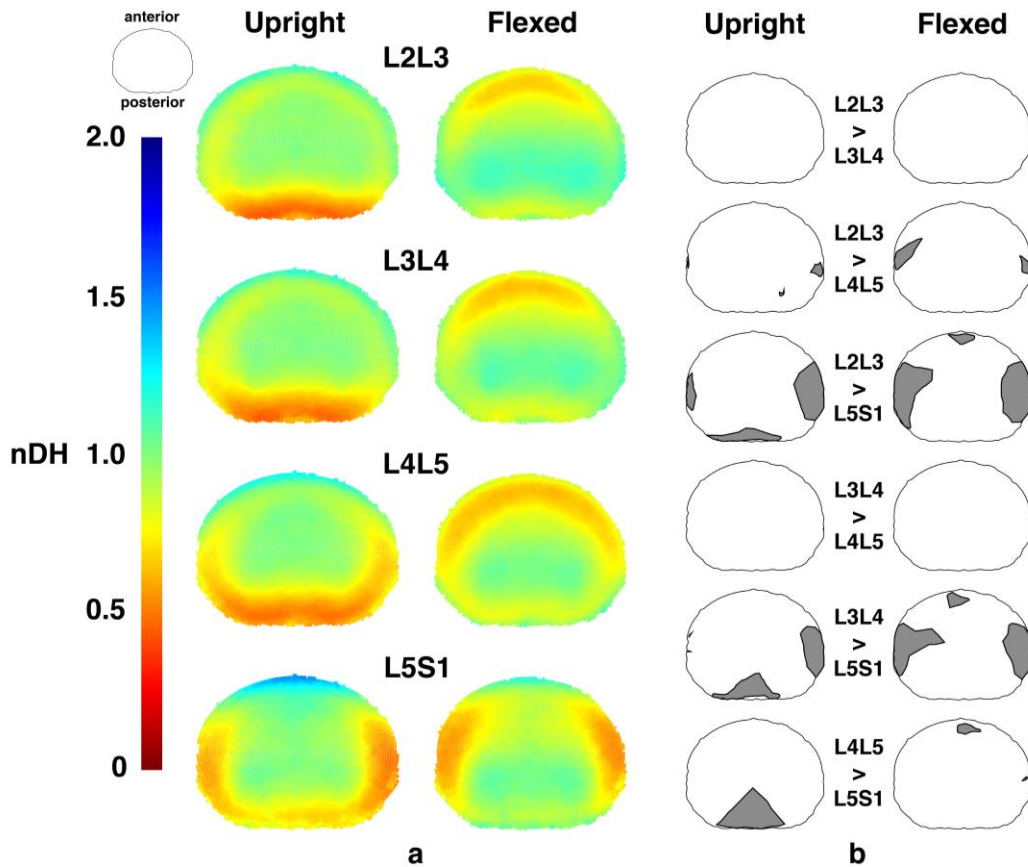 anterior
posterior
Upright
Flexed
L2L3
L3L4
L4L5
L5S1
2.0
1.5
1.0
0.5
0
nDH
a
Upright
Flexed
L2L3
>
L3L4
L2L3
>
L4L5
L2L3
>
L5S1
L3L4
>
L4L5
L3L4
>
L5S1
L4L5
>
L5S1
b